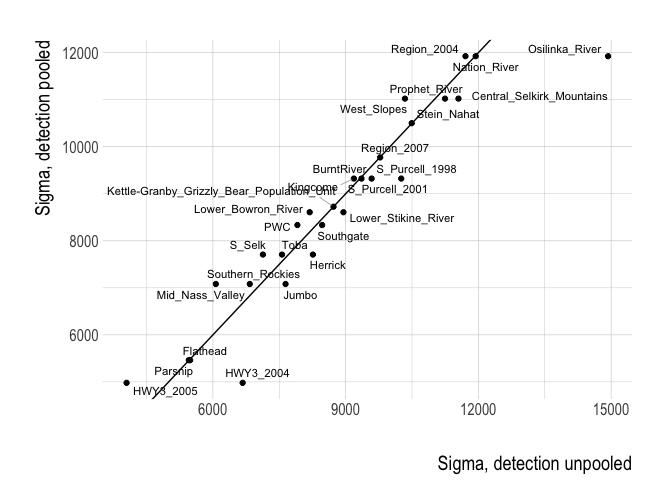 Sigma, detection pooled
12000
10000
8000
6000
Region_2004
Osilinka_River
Nation_River
Prophet_River
Central_Selkirk_Mountains
West_Slopes
Stein_Nahat
Region_2007
BurntRiver
S_Purcell_1998
Kingcome
S_Purcell_2001
Kettle-Granby_Grizzly_Bear_Population_Unit
Lower_Bowron_River
Lower_Stikine_River
PWC
Southgate
S_Selk
Toba
Herrick
Southern_Rockies
Mid_Nass_Valley
Jumbo
Flathead
Parsnip
HWY3_2004
HWY3_2005
6000
9000
12000
15000
Sigma, detection unpooled